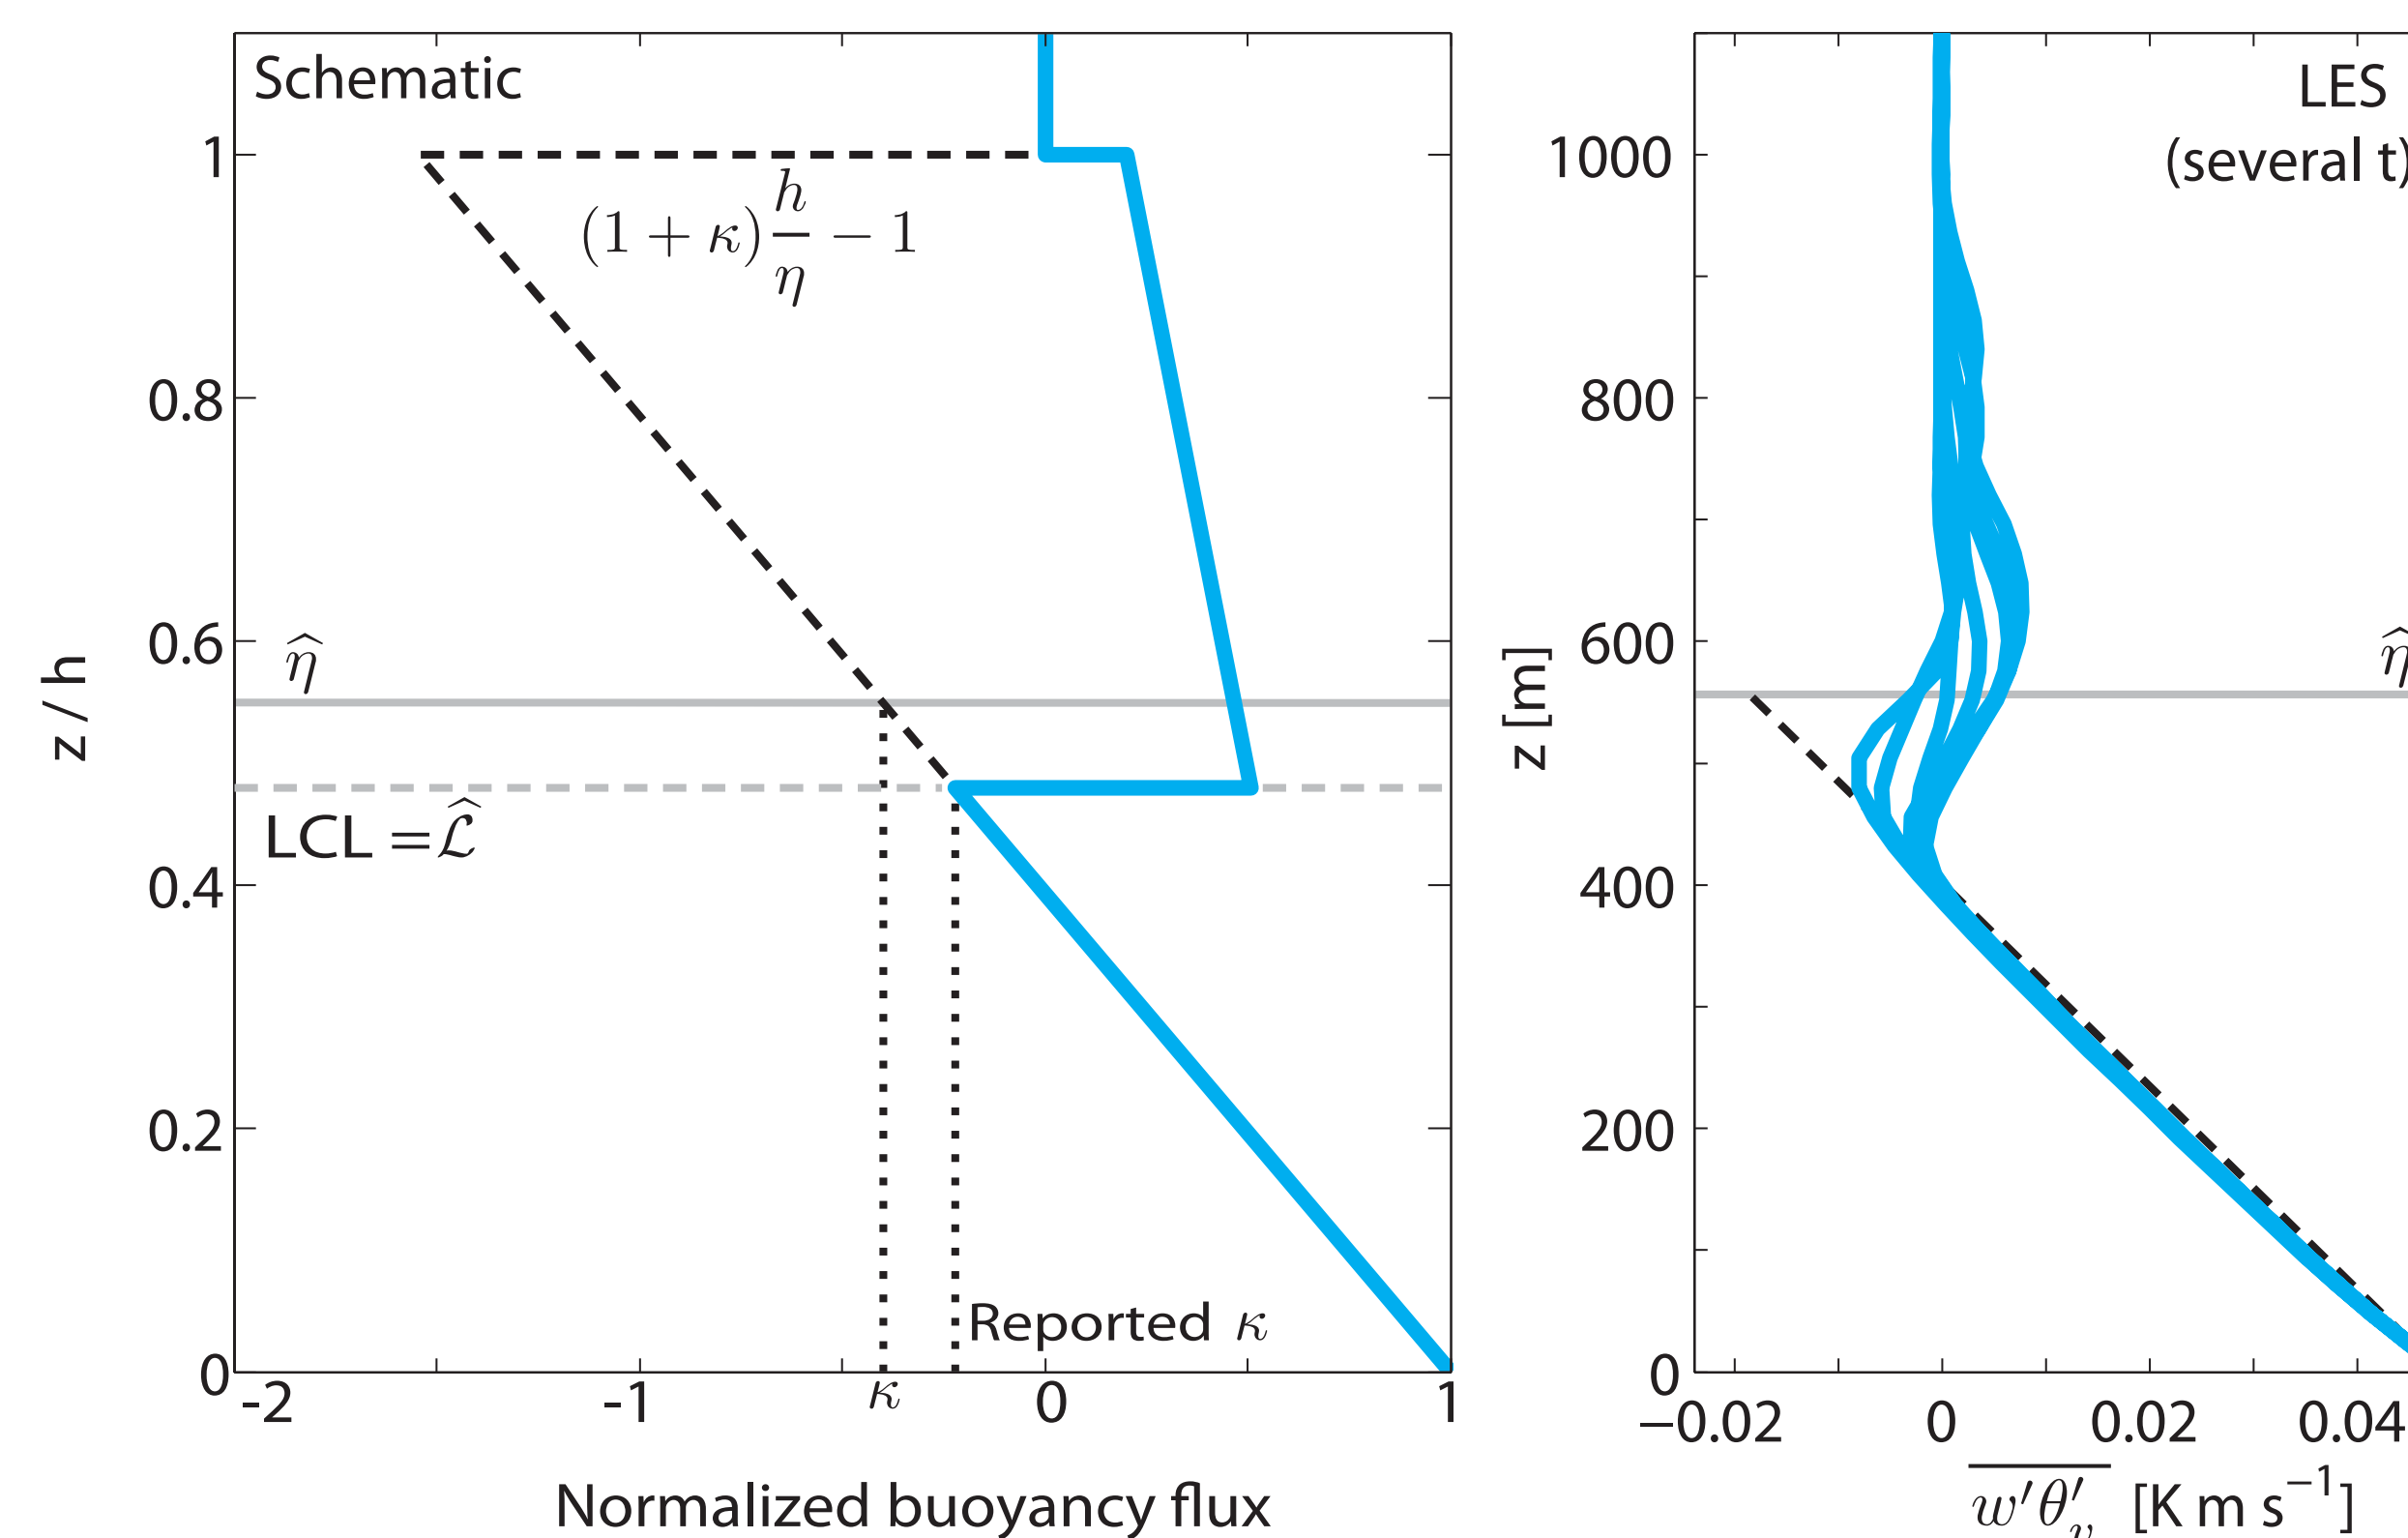 Schematic
1
(1 + κ) h/η − 1
0.8
0.6
z / h
η̂
LCL = ℒ̂
0.4
0.2
Reported κ
0
-2
-1
κ
0
1
Normalized buoyancy flux
LES
(several t)
1000
800
600
z [m]
η̂
400
200
0
−0.02
0
0.02
0.04
w′θ′ᵥ [K m s⁻¹]